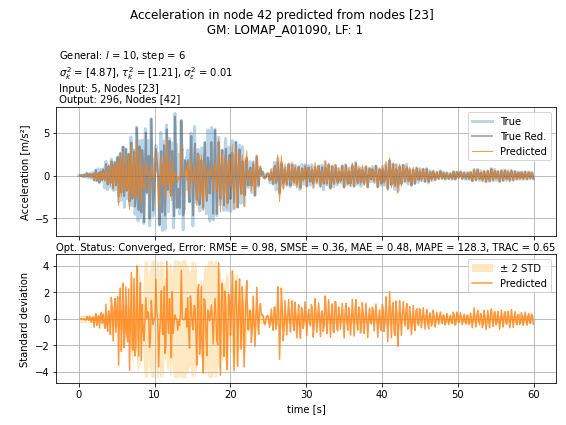 Acceleration in node 42 predicted from nodes [23]
GM: LOMAP_A01090, LF: 1
General: l = 10, step = 6
σ²ₖ = [4.87], τ²ₖ = [1.21], σ²ₛ = 0.01
Input: 5, Nodes [23]
Output: 296, Nodes [42]
Acceleration [m/s²]
5
0
−5
True
True Red.
Predicted
Opt. Status: Converged, Error: RMSE = 0.98, SMSE = 0.36, MAE = 0.48, MAPE = 128.3, TRAC = 0.65
Standard deviation
4
2
0
−2
−4
± 2 STD
Predicted
0 10 20 30 40 50 60
time [s]